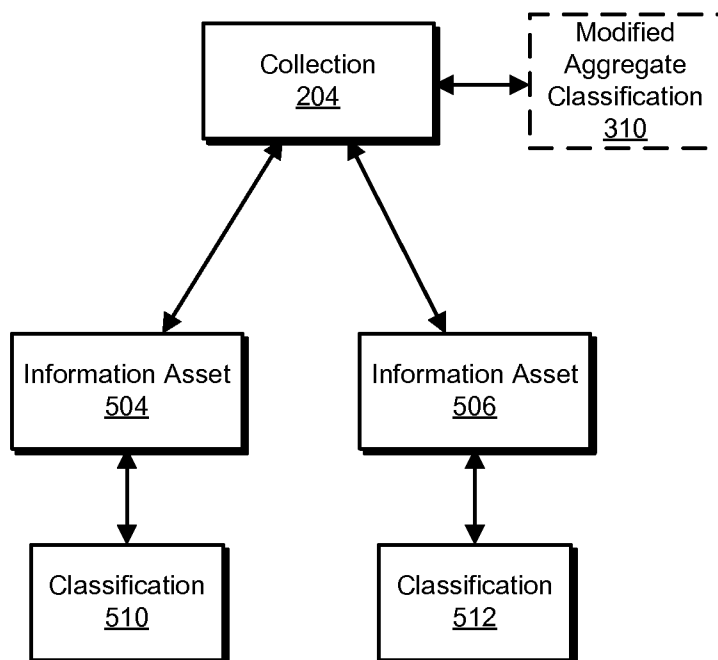 Collection
204
Modified
Aggregate
Classification
310
Information Asset
504
Information Asset
506
Classification
510
Classification
512